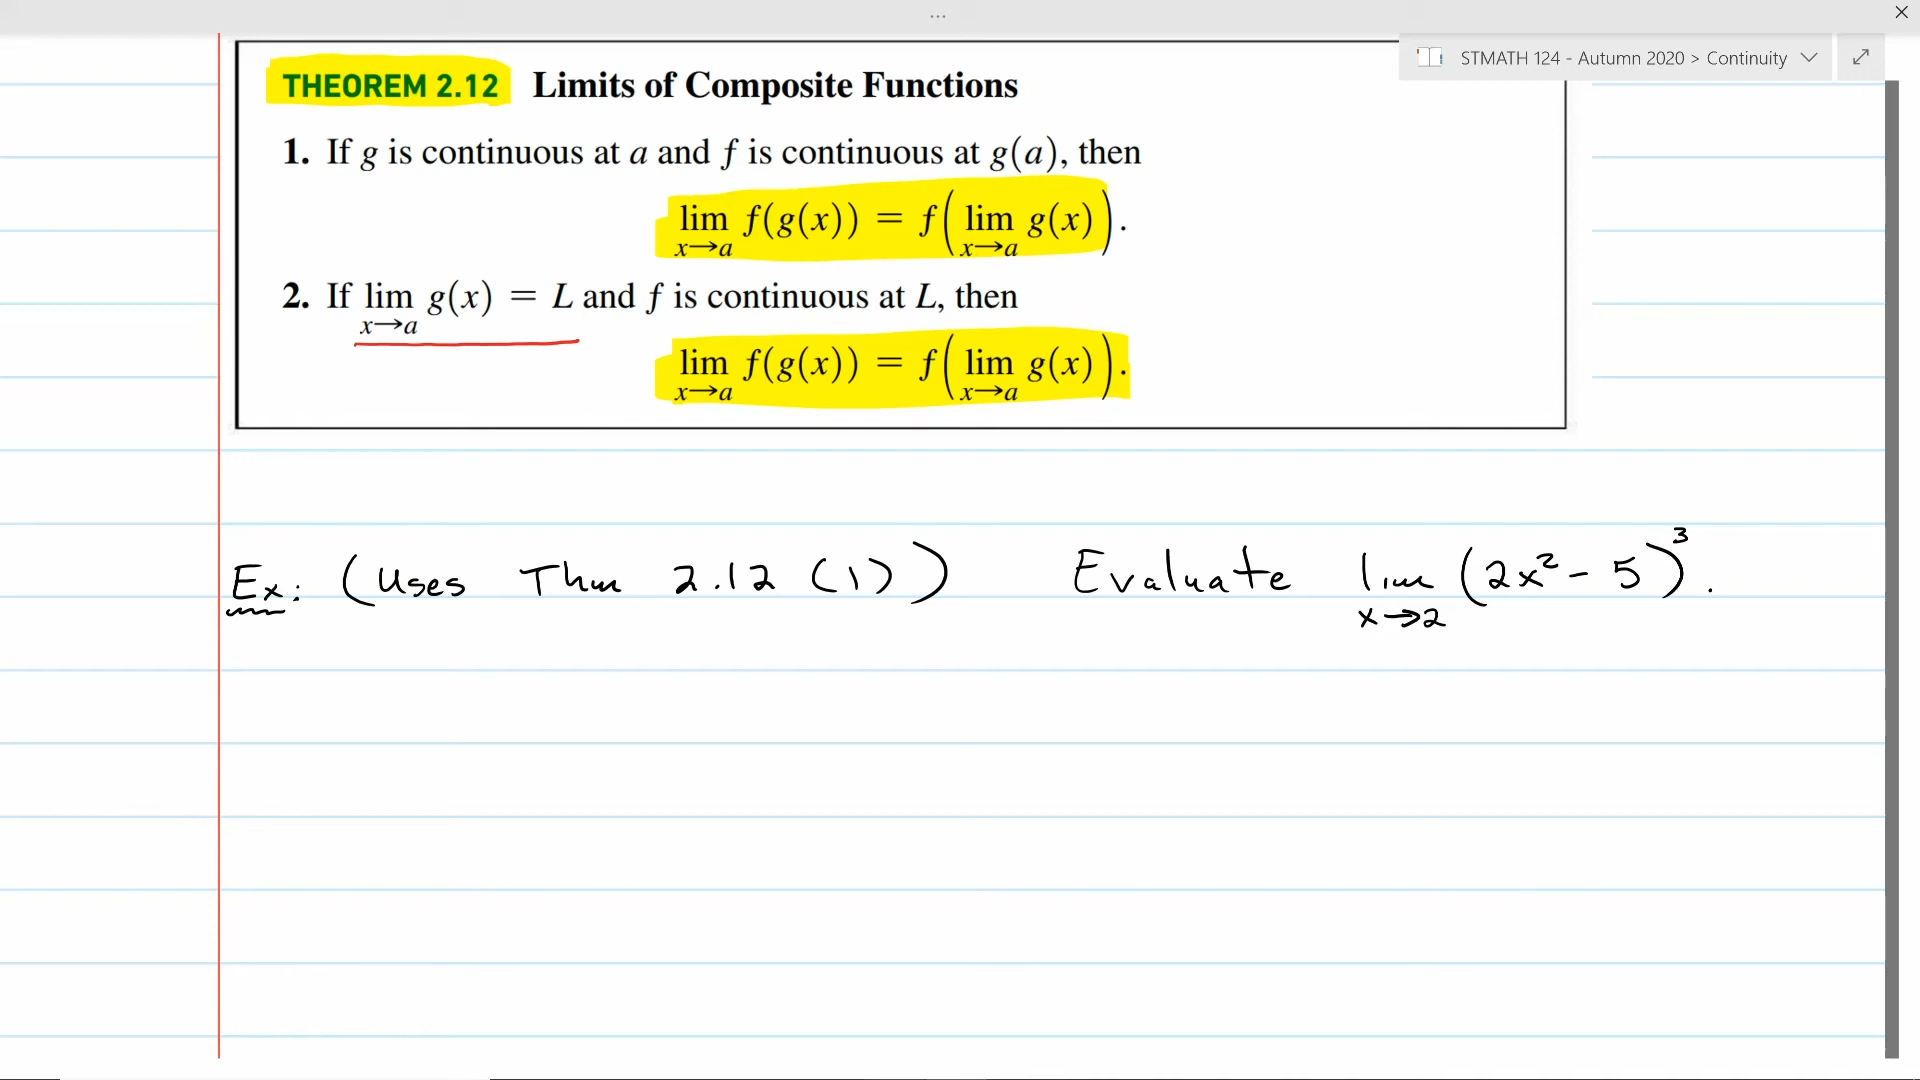 ...
STMATH 124 - Autumn 2020 > Continuity
THEOREM 2.12 Limits of Composite Functions
1. If g is continuous at a and f is continuous at g(a), then
lim f(g(x)) = f( lim g(x) ).
x→a x→a
2. If lim g(x) = L and f is continuous at L, then
x→a
lim f(g(x)) = f( lim g(x) ).
x→a x→a
Ex: (Uses Thm 2.12 (1)) Evaluate lim (2x² - 5)³.
x→2